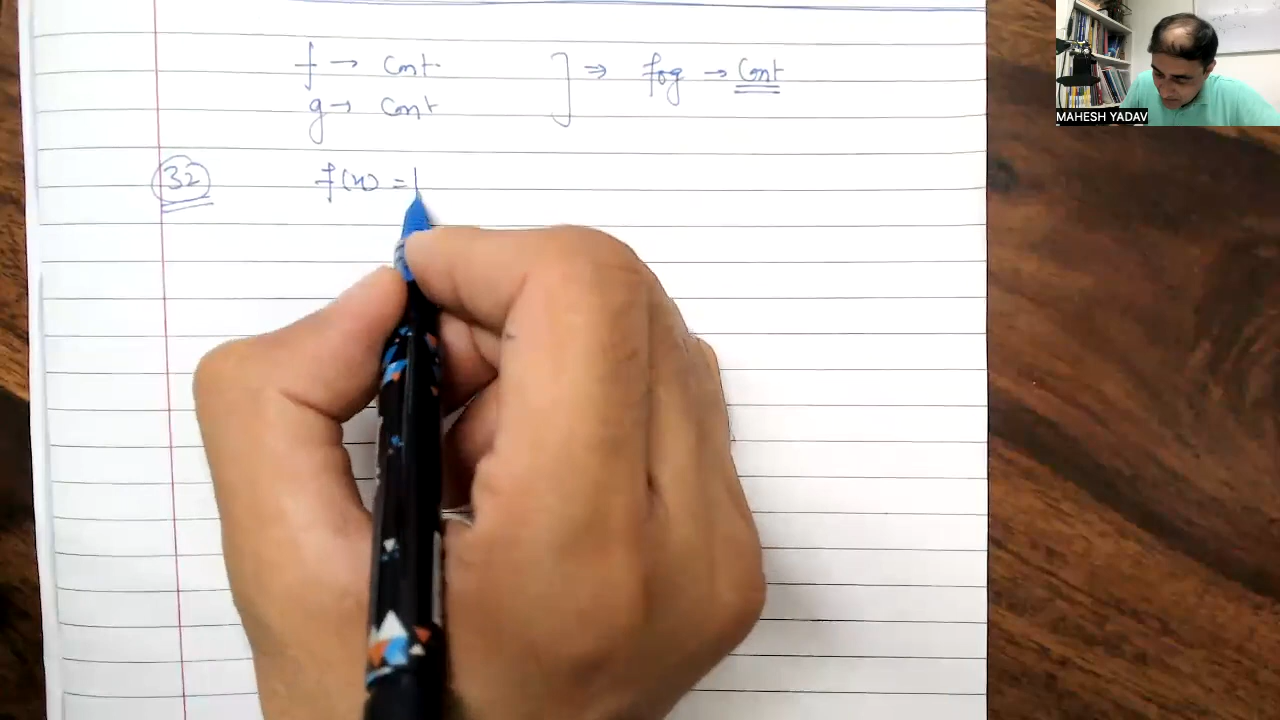 f → Cont.
g → Cont ] ⇒ fog → Cont
32 f(x) = |
MAHESH YADAV